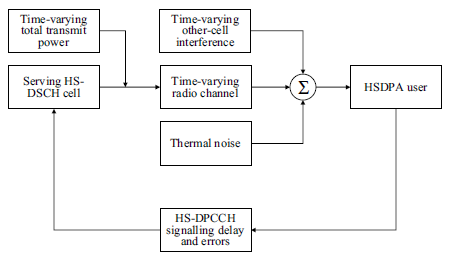 Time-varying
total transmit
power
Time-varying
other-cell
interference
Serving HS-
DSCH cell
Time-varying
radio channel
Σ
HSDPA user
Thermal noise
HS-DPCCH
signalling delay
and errors